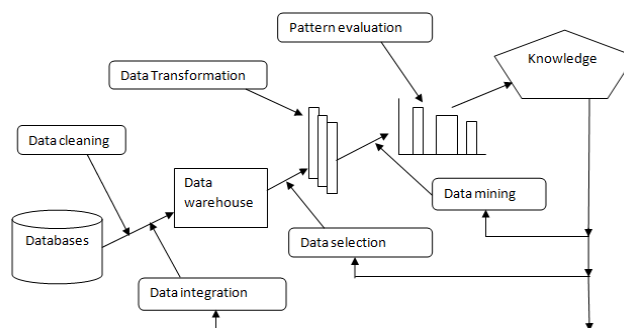 Pattern evaluation
Knowledge
Data Transformation
Data cleaning
Data
warehouse
Data mining
Databases
Data selection
Data integration